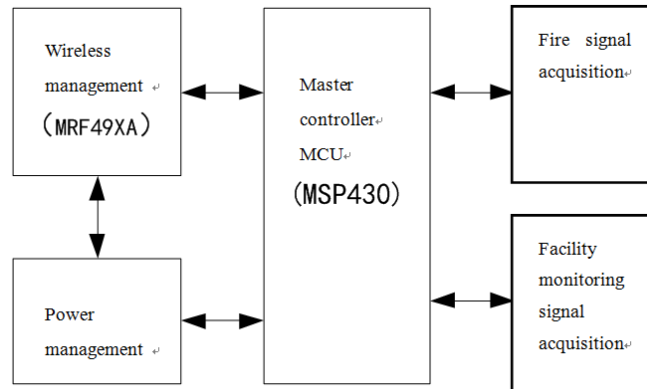 Wireless
management
(MRF49XA)
Master
controller
MCU
(MSP430)
Fire signal
acquisition
Power
management
Facility
monitoring
signal
acquisition